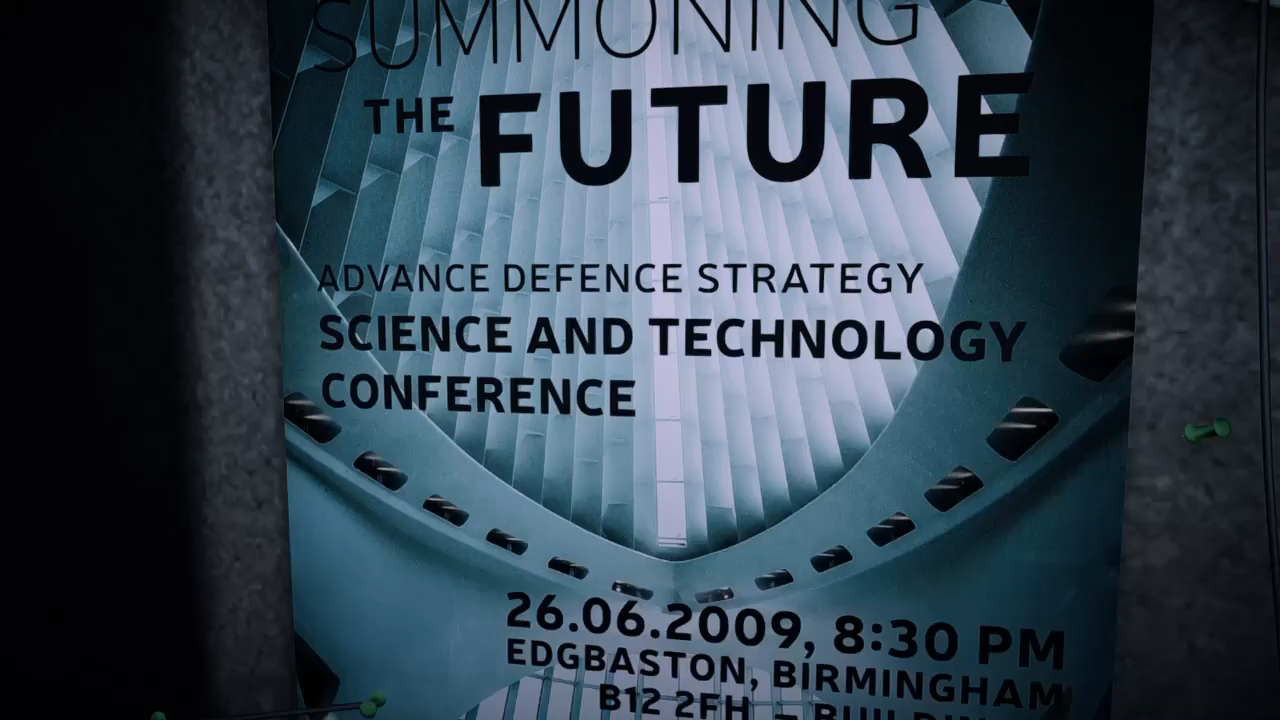 SUMMONING
THE FUTURE
ADVANCE DEFENCE STRATEGY
SCIENCE AND TECHNOLOGY
CONFERENCE
26.06.2009, 8:30 PM
EDGBASTON, BIRMINGHAM
B12 2FH –